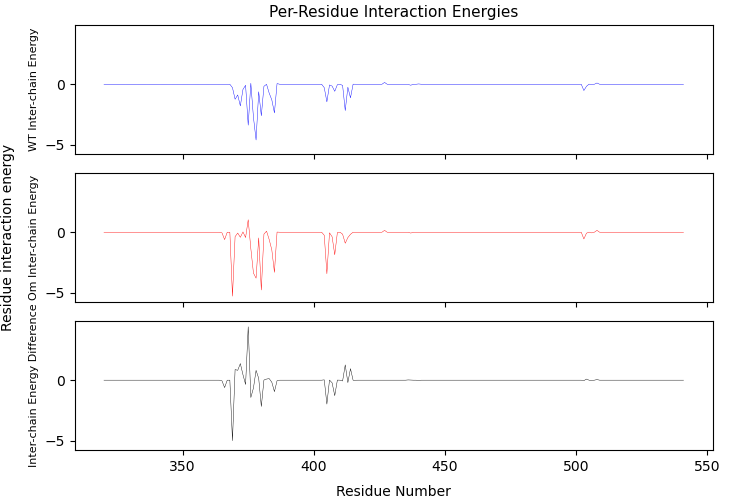 Per-Residue Interaction Energies
Residue interaction energy
WT Inter-chain Energy
0
−5
Om Inter-chain Energy
0
−5
Inter-chain Energy Difference
0
−5
350
400
450
500
550
Residue Number